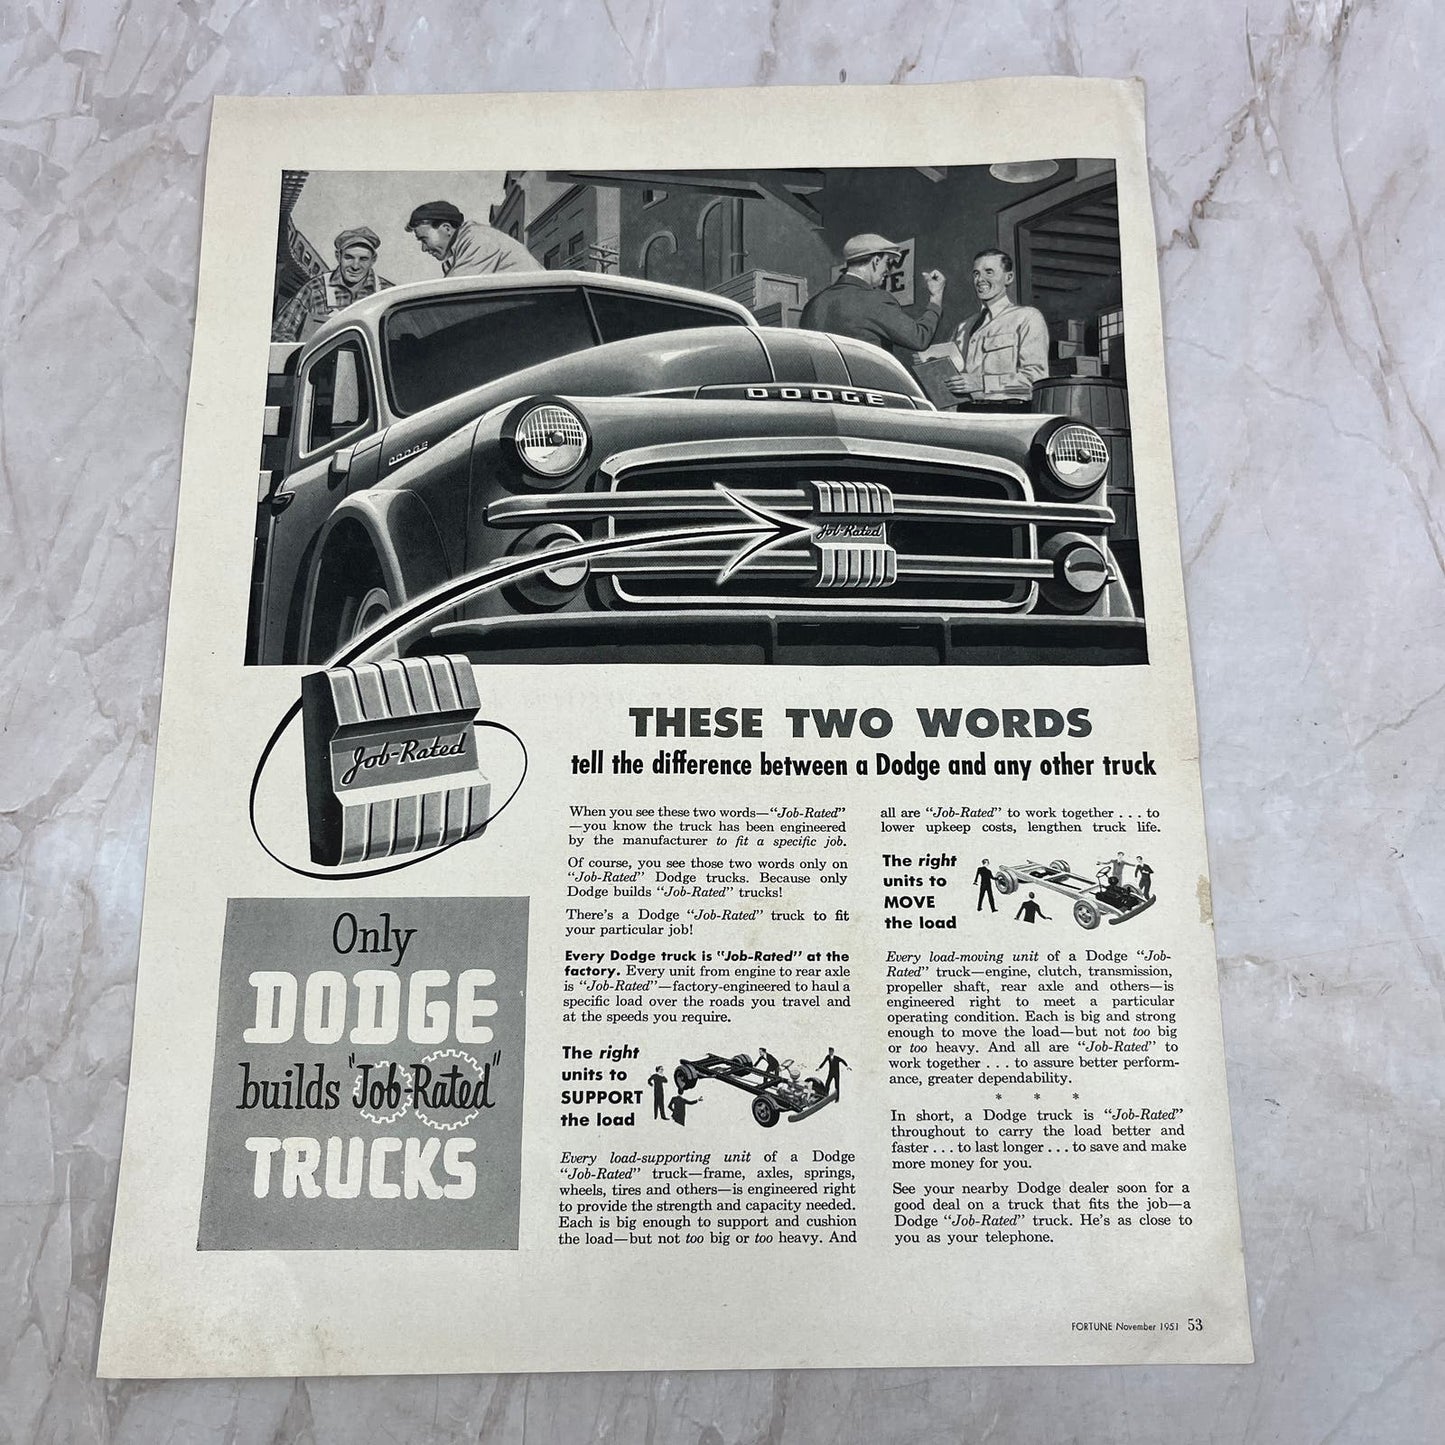 DODGE
DODGE
Job-Rated
Job-Rated
THESE TWO WORDS
tell the difference between a Dodge and any other truck
When you see these two words—“Job-Rated”
—you know the truck has been engineered
by the manufacturer to fit a specific job.
Of course, you see those two words only on
“Job-Rated” Dodge trucks. Because only
Dodge builds “Job-Rated” trucks!
There’s a Dodge “Job-Rated” truck to fit
your particular job!
Every Dodge truck is “Job-Rated” at the
factory. Every unit from engine to rear axle
is “Job-Rated”—factory-engineered to haul a
specific load over the roads you travel and
at the speeds you require.
The right
units to
SUPPORT
the load
Every load-supporting unit of a Dodge
“Job-Rated” truck—frame, axles, springs,
wheels, tires and others—is engineered right
to provide the strength and capacity needed.
Each is big enough to support and cushion
the load—but not too big or too heavy. And
all are “Job-Rated” to work together . . . to
lower upkeep costs, lengthen truck life.
The right
units to
MOVE
the load
Every load-moving unit of a Dodge “Job-
Rated” truck—engine, clutch, transmission,
propeller shaft, rear axle and others—is
engineered right to meet a particular
operating condition. Each is big and strong
enough to move the load—but not too big
or too heavy. And all are “Job-Rated” to
work together . . . to assure better perform-
ance, greater dependability.
* * *
In short, a Dodge truck is “Job-Rated”
throughout to carry the load better and
faster . . . to last longer . . . to save and make
more money for you.
See your nearby Dodge dealer soon for a
good deal on a truck that fits the job—a
Dodge “Job-Rated” truck. He’s as close to
you as your telephone.
Only
DODGE
builds "Job-Rated"
TRUCKS
FORTUNE November 1951 53